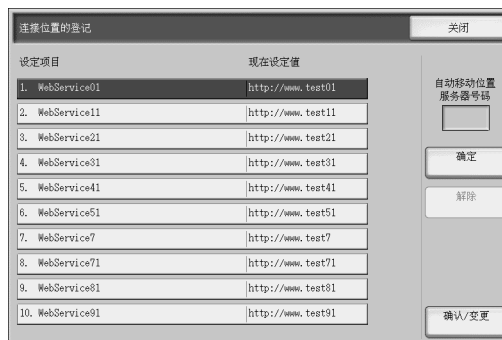 连接位置的登记 关闭
设定项目 现在设定值
1. WebService01 http://www.test01
2. WebService11 http://www.test11
3. WebService21 http://www.test21
4. WebService31 http://www.test31
5. WebService41 http://www.test41
6. WebService51 http://www.test51
7. WebService7 http://www.test7
8. WebService71 http://www.test71
9. WebService81 http://www.test81
10. WebService91 http://www.test91
自动移动位置
服务器号码
确定
解除
确认/变更